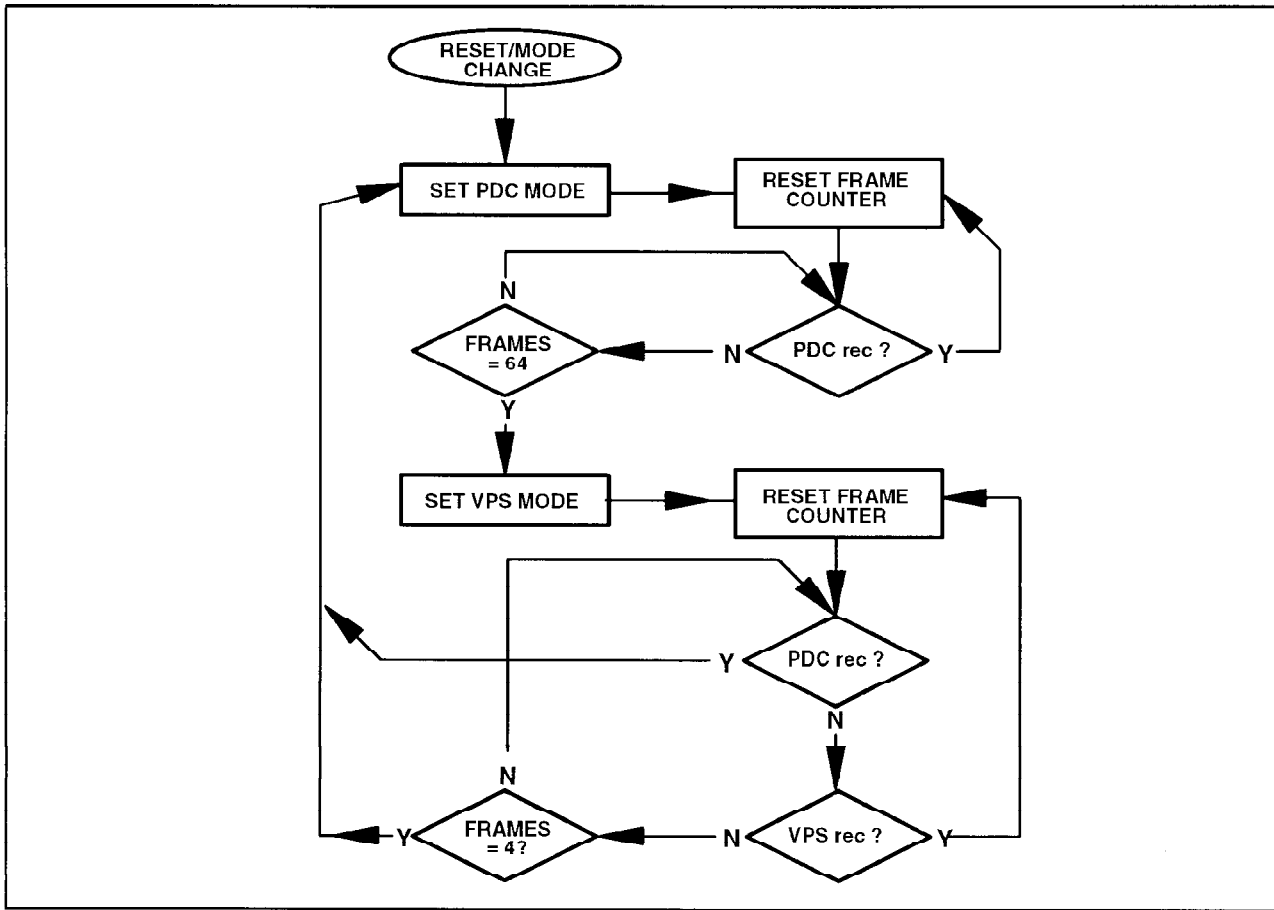 RESET/MODE
CHANGE
SET PDC MODE
RESET FRAME
COUNTER
N
FRAMES
= 64
N
PDC rec ?
Y
Y
SET VPS MODE
RESET FRAME
COUNTER
Y
PDC rec ?
N
N
Y
FRAMES
= 4?
N
VPS rec ?
Y